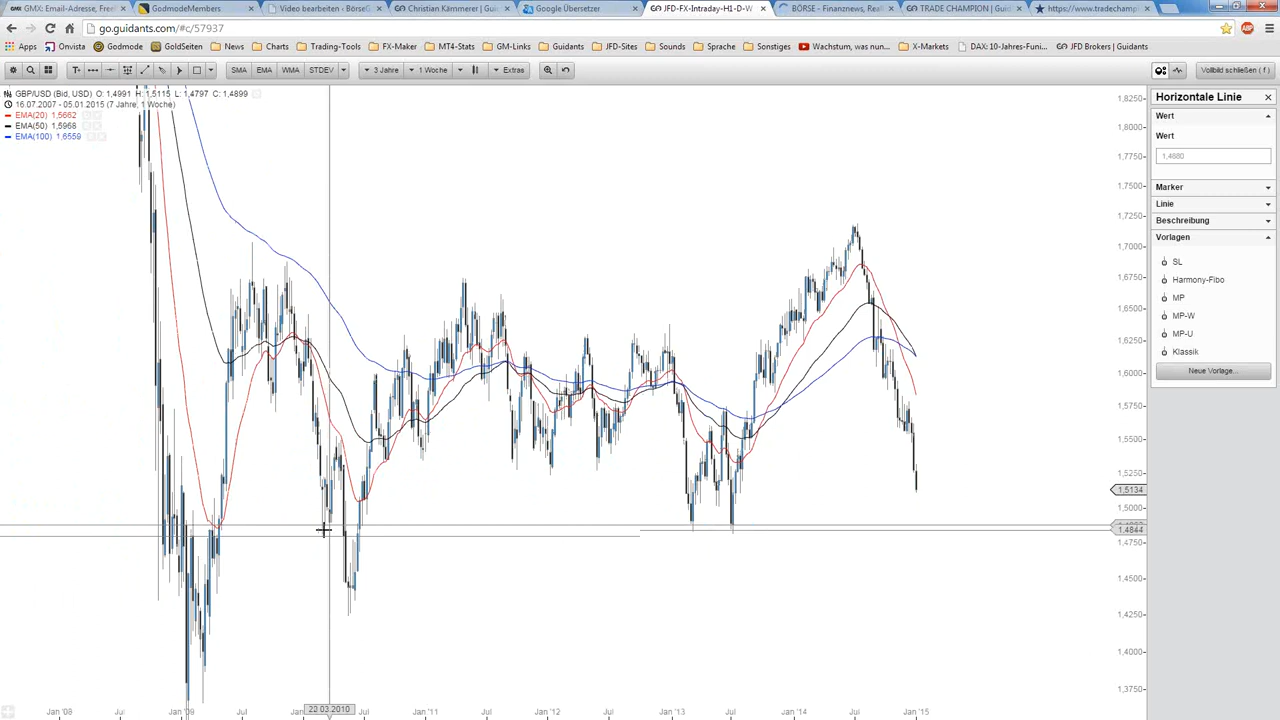 GMX: Email-Adresse, Frem
GodmodeMembers
Video bearbeiten - BörseG
Christian Kämmerer | Guid
Google Übersetzer
JFD-FX-Intraday-H1-D-W
BÖRSE - Finanznews, Real
TRADE CHAMPION | Guid
https://www.tradechamp
go.guidants.com/#c/57937
Apps
Onvista
Godmode
GoldSeiten
News
Charts
Trading-Tools
FX-Maker
MT4-Stats
GM-Links
Guidants
JFD-Sites
Sounds
Sprache
Sonstiges
Wachstum, was nun...
X-Markets
DAX: 10-Jahres-Funi...
JFD Brokers | Guidants
SMA EMA WMA STDEV 3 Jahre 1 Woche Extras
Vollbild schließen ( f )
GBP/USD (Bid, USD) O: 1,4991 H: 1,5115 L: 1,4797 C: 1,4899
16.07.2007 - 05.01.2015 (7 Jahre, 1 Woche)
EMA(20) 1,5662
EMA(50) 1,5966
EMA(100) 1,6559
1,8250
1,8000
1,7750
1,7500
1,7250
1,7000
1,6750
1,6500
1,6250
1,6000
1,5750
1,5500
1,5250
1,5134
1,5000
1,4844
1,4750
1,4500
1,4250
1,4000
1,3750
Horizontale Linie
Wert
Wert
1,4880
Marker
Linie
Beschreibung
Vorlagen
SL
Harmony-Fibo
MP
MP-W
MP-U
Klassik
Neue Vorlage...
Jan '08
Jul
Jan '09
Jul
22.03.2010
Jul
Jan '11
Jul
Jan '12
Jul
Jan '13
Jul
Jan '14
Jul
Jan '15